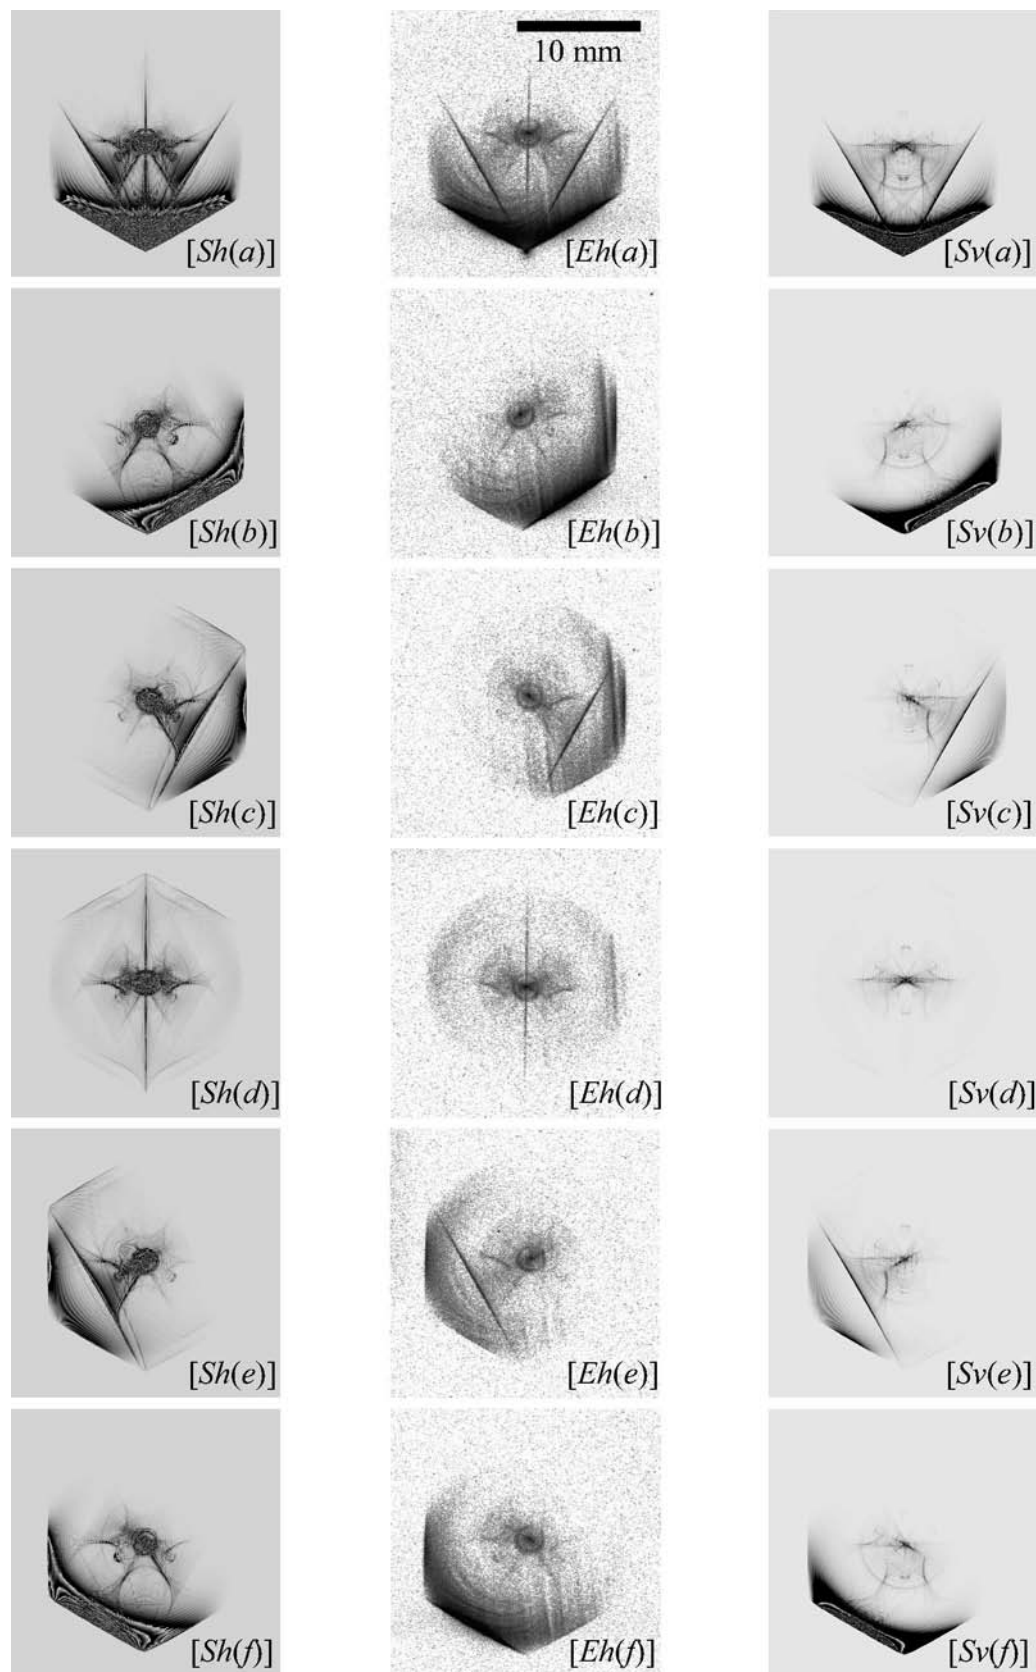 10 mm
[Sh(a)] [Eh(a)] [Sv(a)]
[Sh(b)] [Eh(b)] [Sv(b)]
[Sh(c)] [Eh(c)] [Sv(c)]
[Sh(d)] [Eh(d)] [Sv(d)]
[Sh(e)] [Eh(e)] [Sv(e)]
[Sh(f)] [Eh(f)] [Sv(f)]